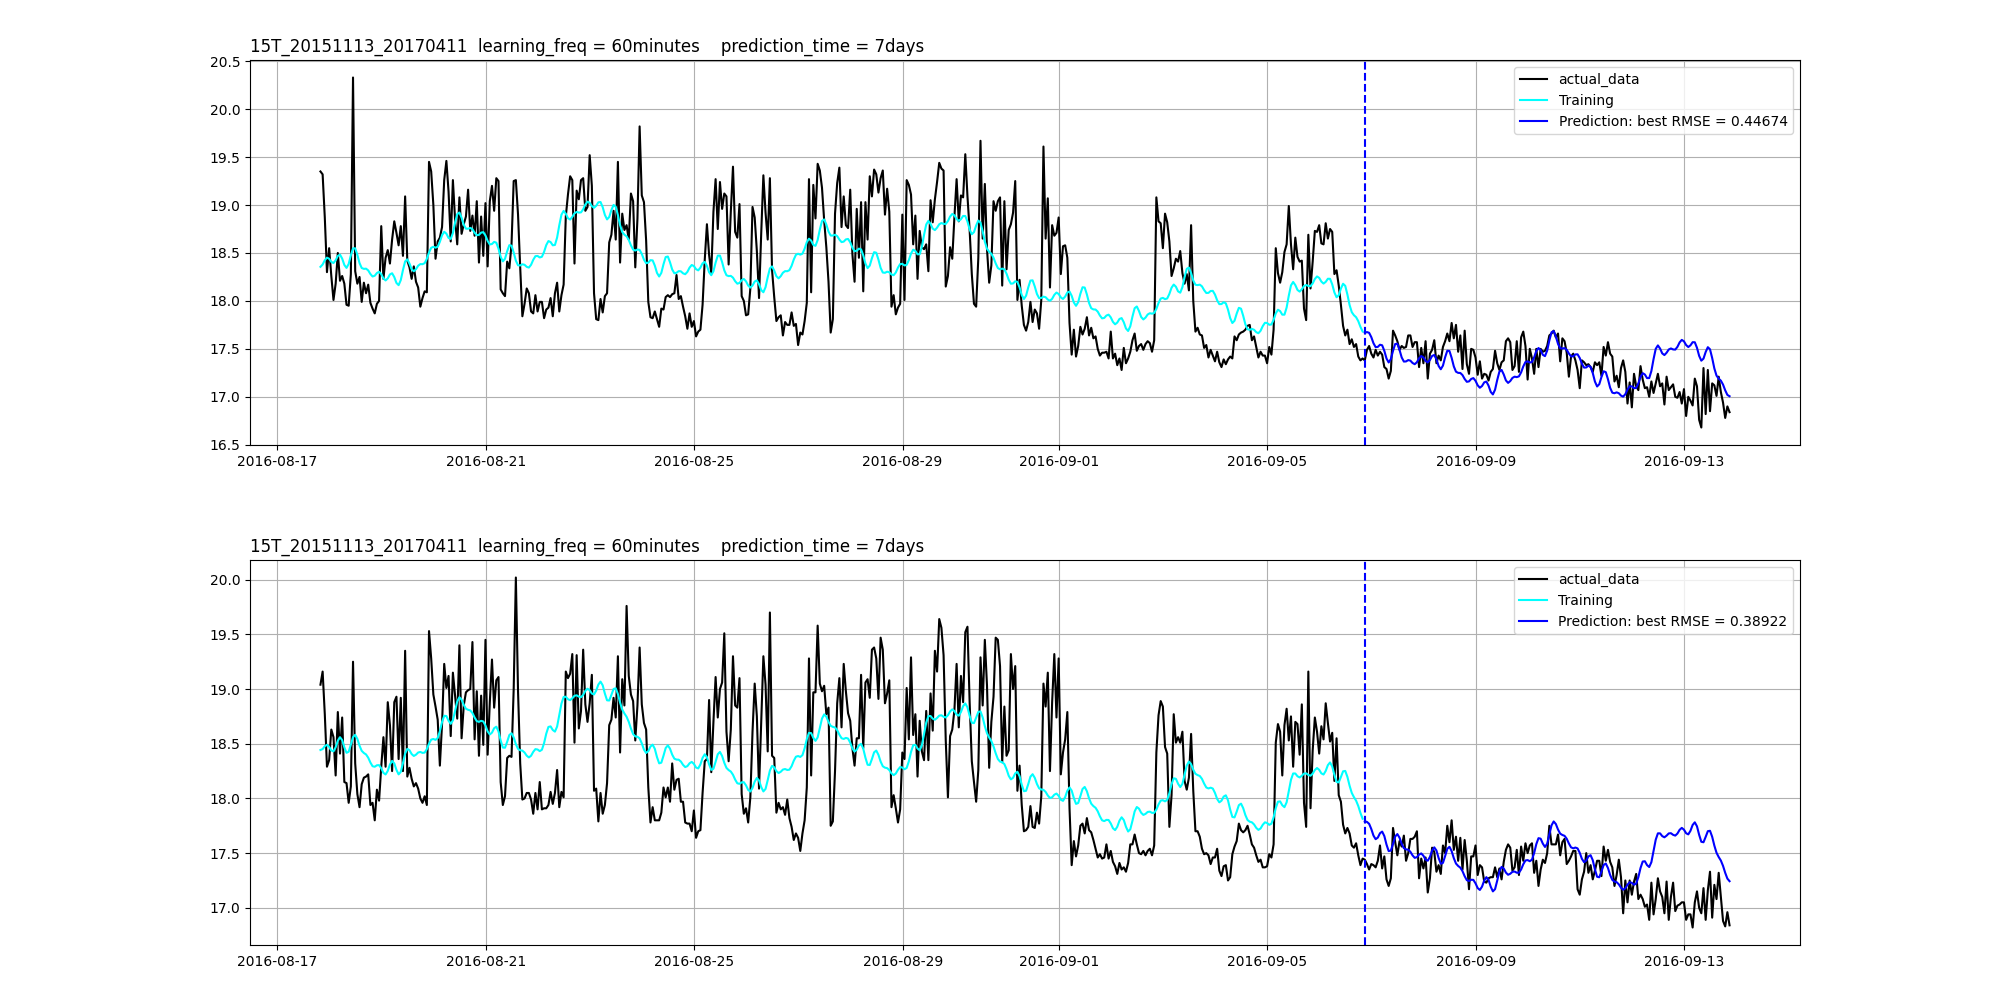 15T_20151113_20170411  learning_freq = 60minutes    prediction_time = 7days
20.5
20.0
19.5
19.0
18.5
18.0
17.5
17.0
16.5
actual_data
Training
Prediction: best RMSE = 0.44674
2016-08-17 2016-08-21 2016-08-25 2016-08-29 2016-09-01 2016-09-05 2016-09-09 2016-09-13
15T_20151113_20170411  learning_freq = 60minutes    prediction_time = 7days
20.0
19.5
19.0
18.5
18.0
17.5
17.0
actual_data
Training
Prediction: best RMSE = 0.38922
2016-08-17 2016-08-21 2016-08-25 2016-08-29 2016-09-01 2016-09-05 2016-09-09 2016-09-13